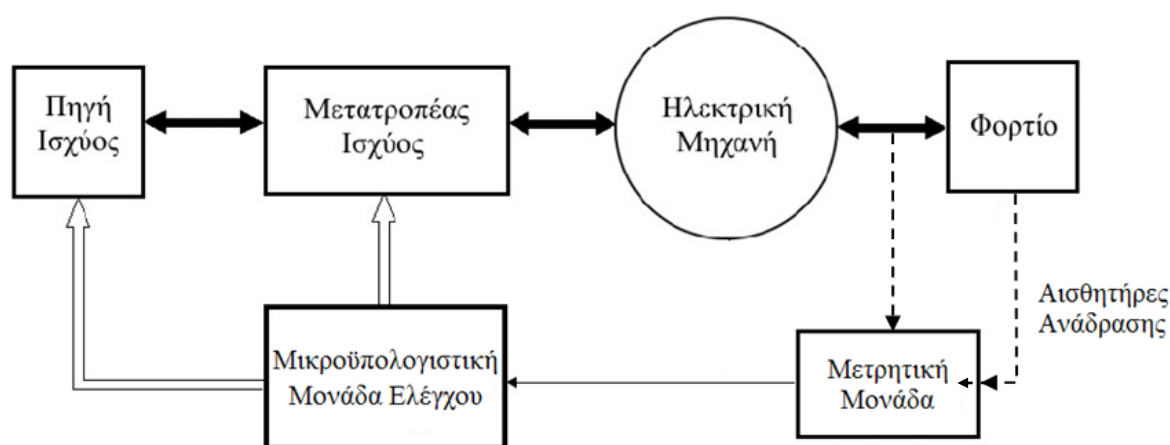 Πηγή
Ισχύος
Μετατροπέας
Ισχύος
Ηλεκτρική
Μηχανή
Φορτίο
Αισθητήρες
Ανάδρασης
Μικροϋπολογιστική
Μονάδα Ελέγχου
Μετρητική
Μονάδα